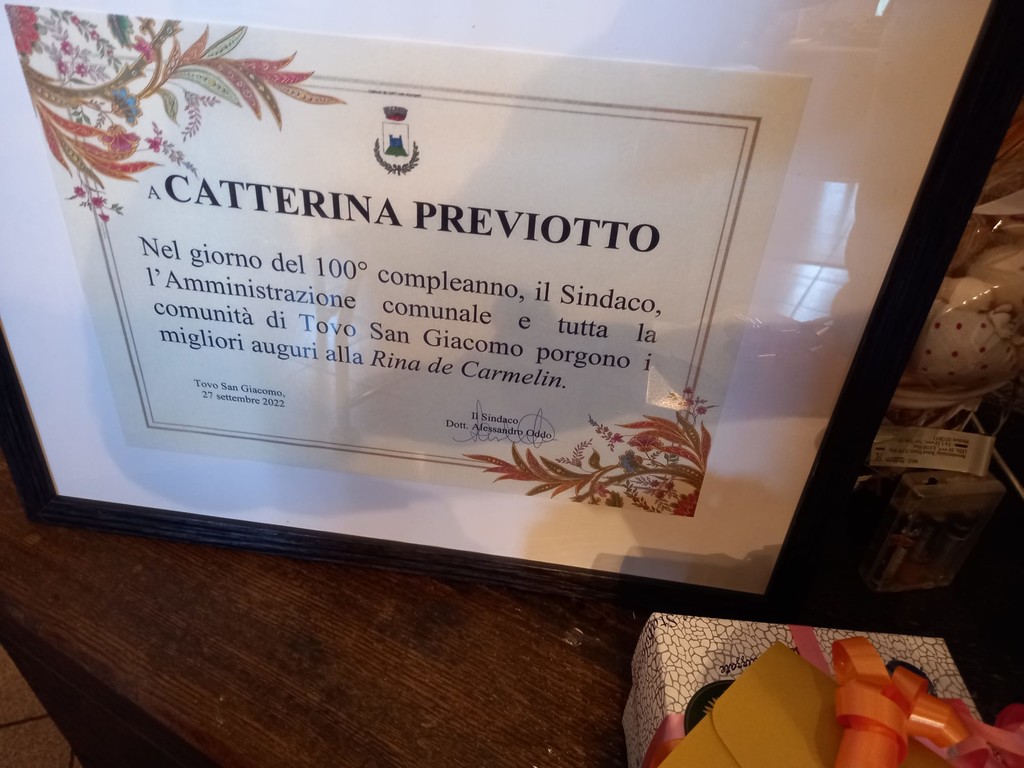 A CATTERINA PREVIOTTO
Nel giorno del 100° compleanno, il Sindaco,
l'Amministrazione comunale e tutta la
comunità di Tovo San Giacomo porgono i
migliori auguri alla Rina de Carmelin.
Tovo San Giacomo,
27 settembre 2022
Il Sindaco
Dott. Alessandro Oddo